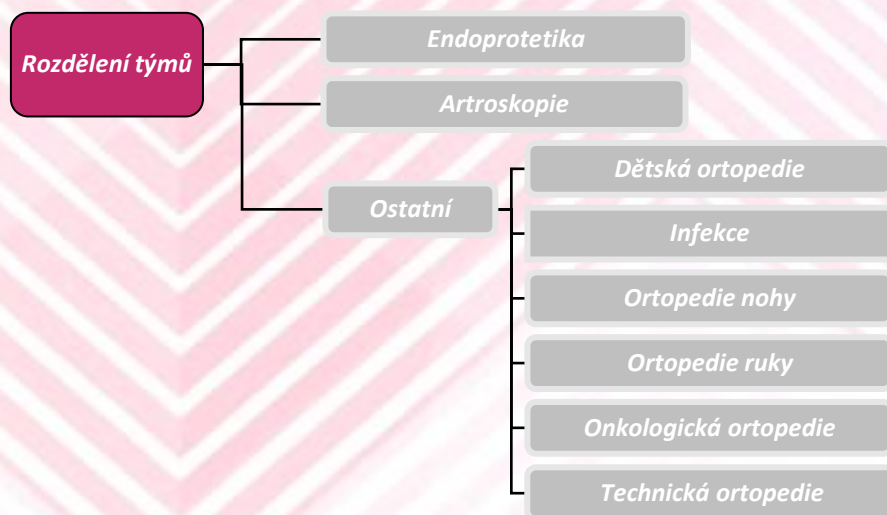 Rozdělení týmů
Endoprotetika
Artroskopie
Ostatní
Dětská ortopedie
Infekce
Ortopedie nohy
Ortopedie ruky
Onkologická ortopedie
Technická ortopedie